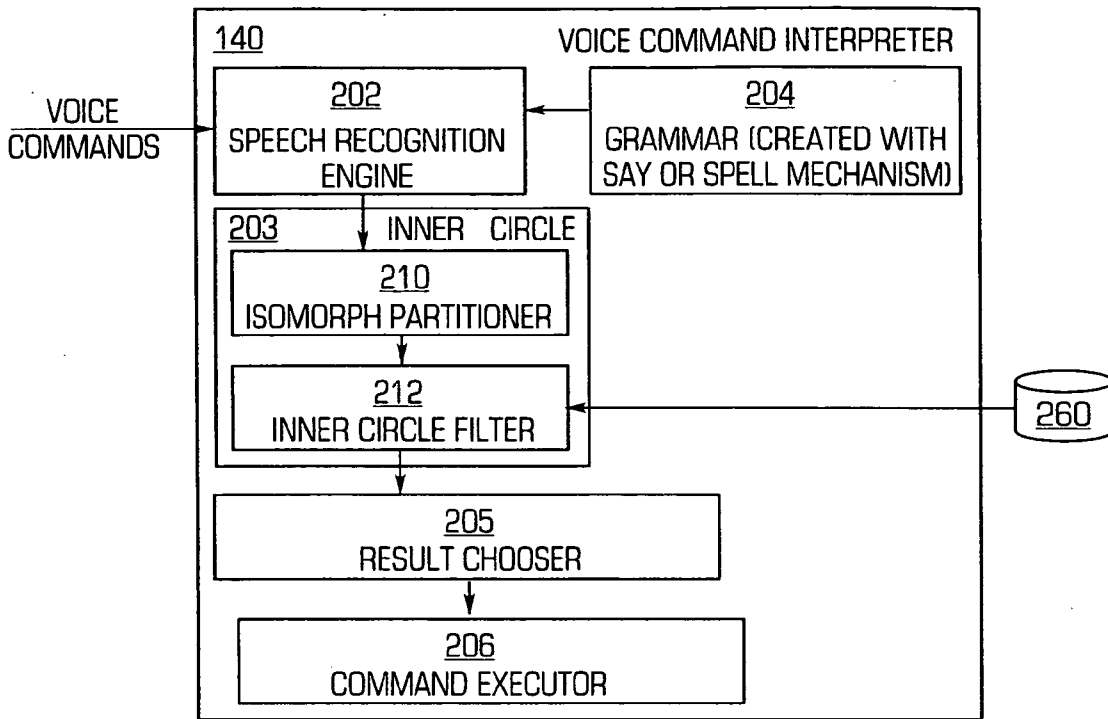 140
VOICE COMMAND INTERPRETER
VOICE
COMMANDS
202
SPEECH RECOGNITION
ENGINE
204
GRAMMAR (CREATED WITH
SAY OR SPELL MECHANISM)
203
INNER CIRCLE
210
ISOMORPH PARTITIONER
212
INNER CIRCLE FILTER
260
205
RESULT CHOOSER
206
COMMAND EXECUTOR